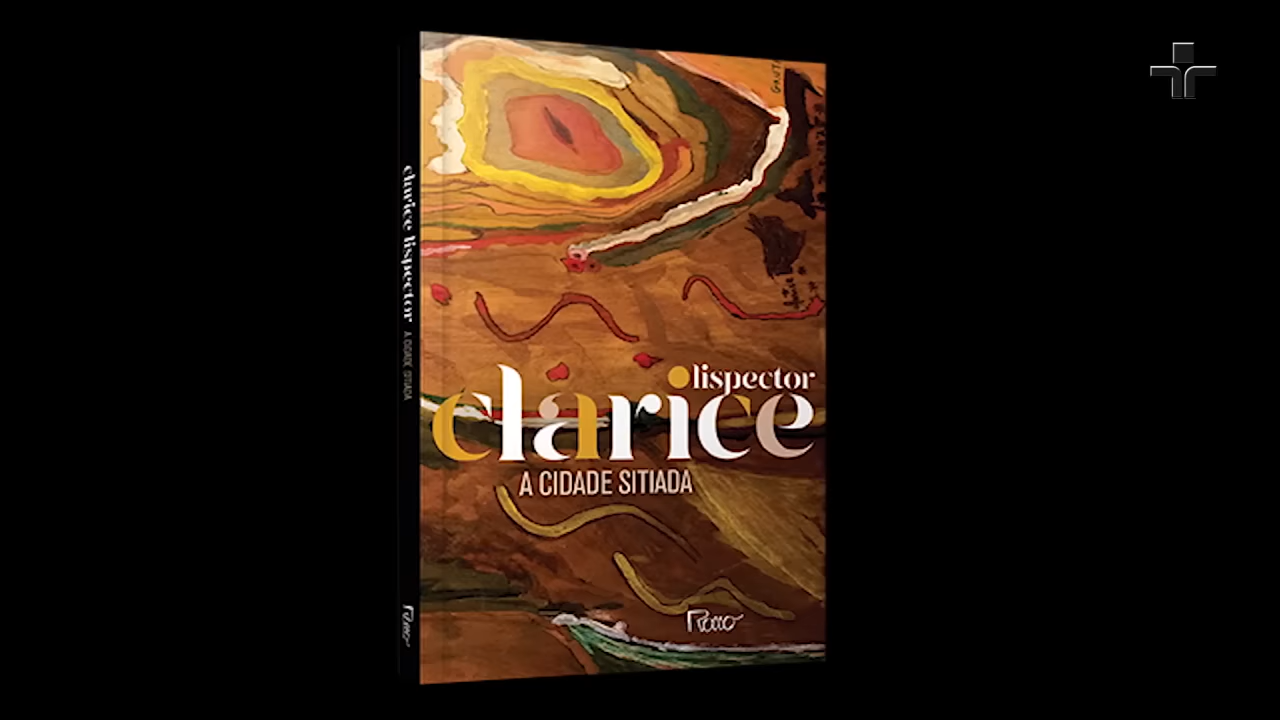 lispector
clarice
A CIDADE SITIADA
Rocco
clarice lispector A CIDADE SITIADA
Rocco